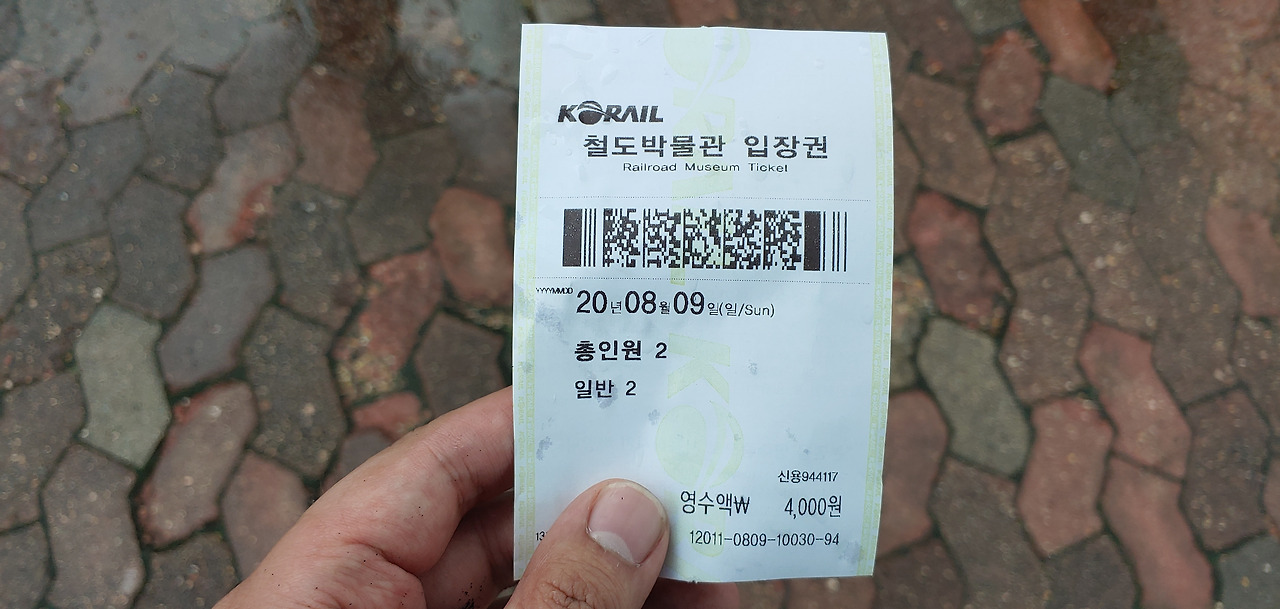 KORAIL
철도박물관 입장권
Railroad Museum Ticket
YYYYMMDD 20년08월09일(일/Sun)
총인원 2
일반 2
신용944117
영수액₩ 4,000원
12011-0809-10030-94